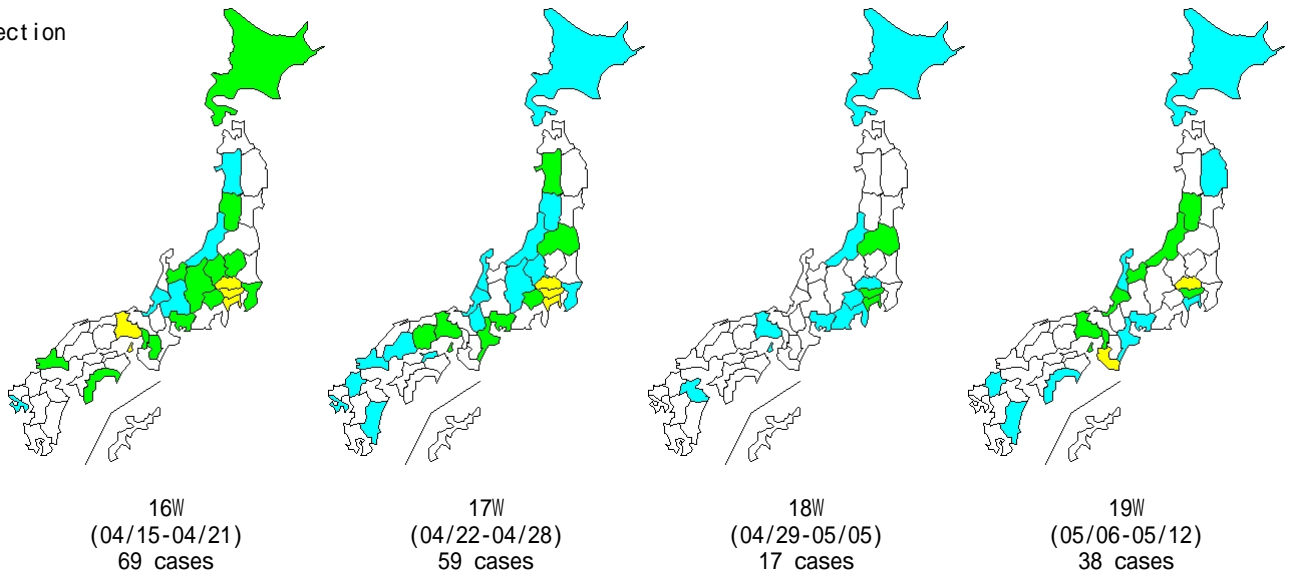 ection
16W
(04/15-04/21)
69 cases
17W
(04/22-04/28)
59 cases
18W
(04/29-05/05)
17 cases
19W
(05/06-05/12)
38 cases